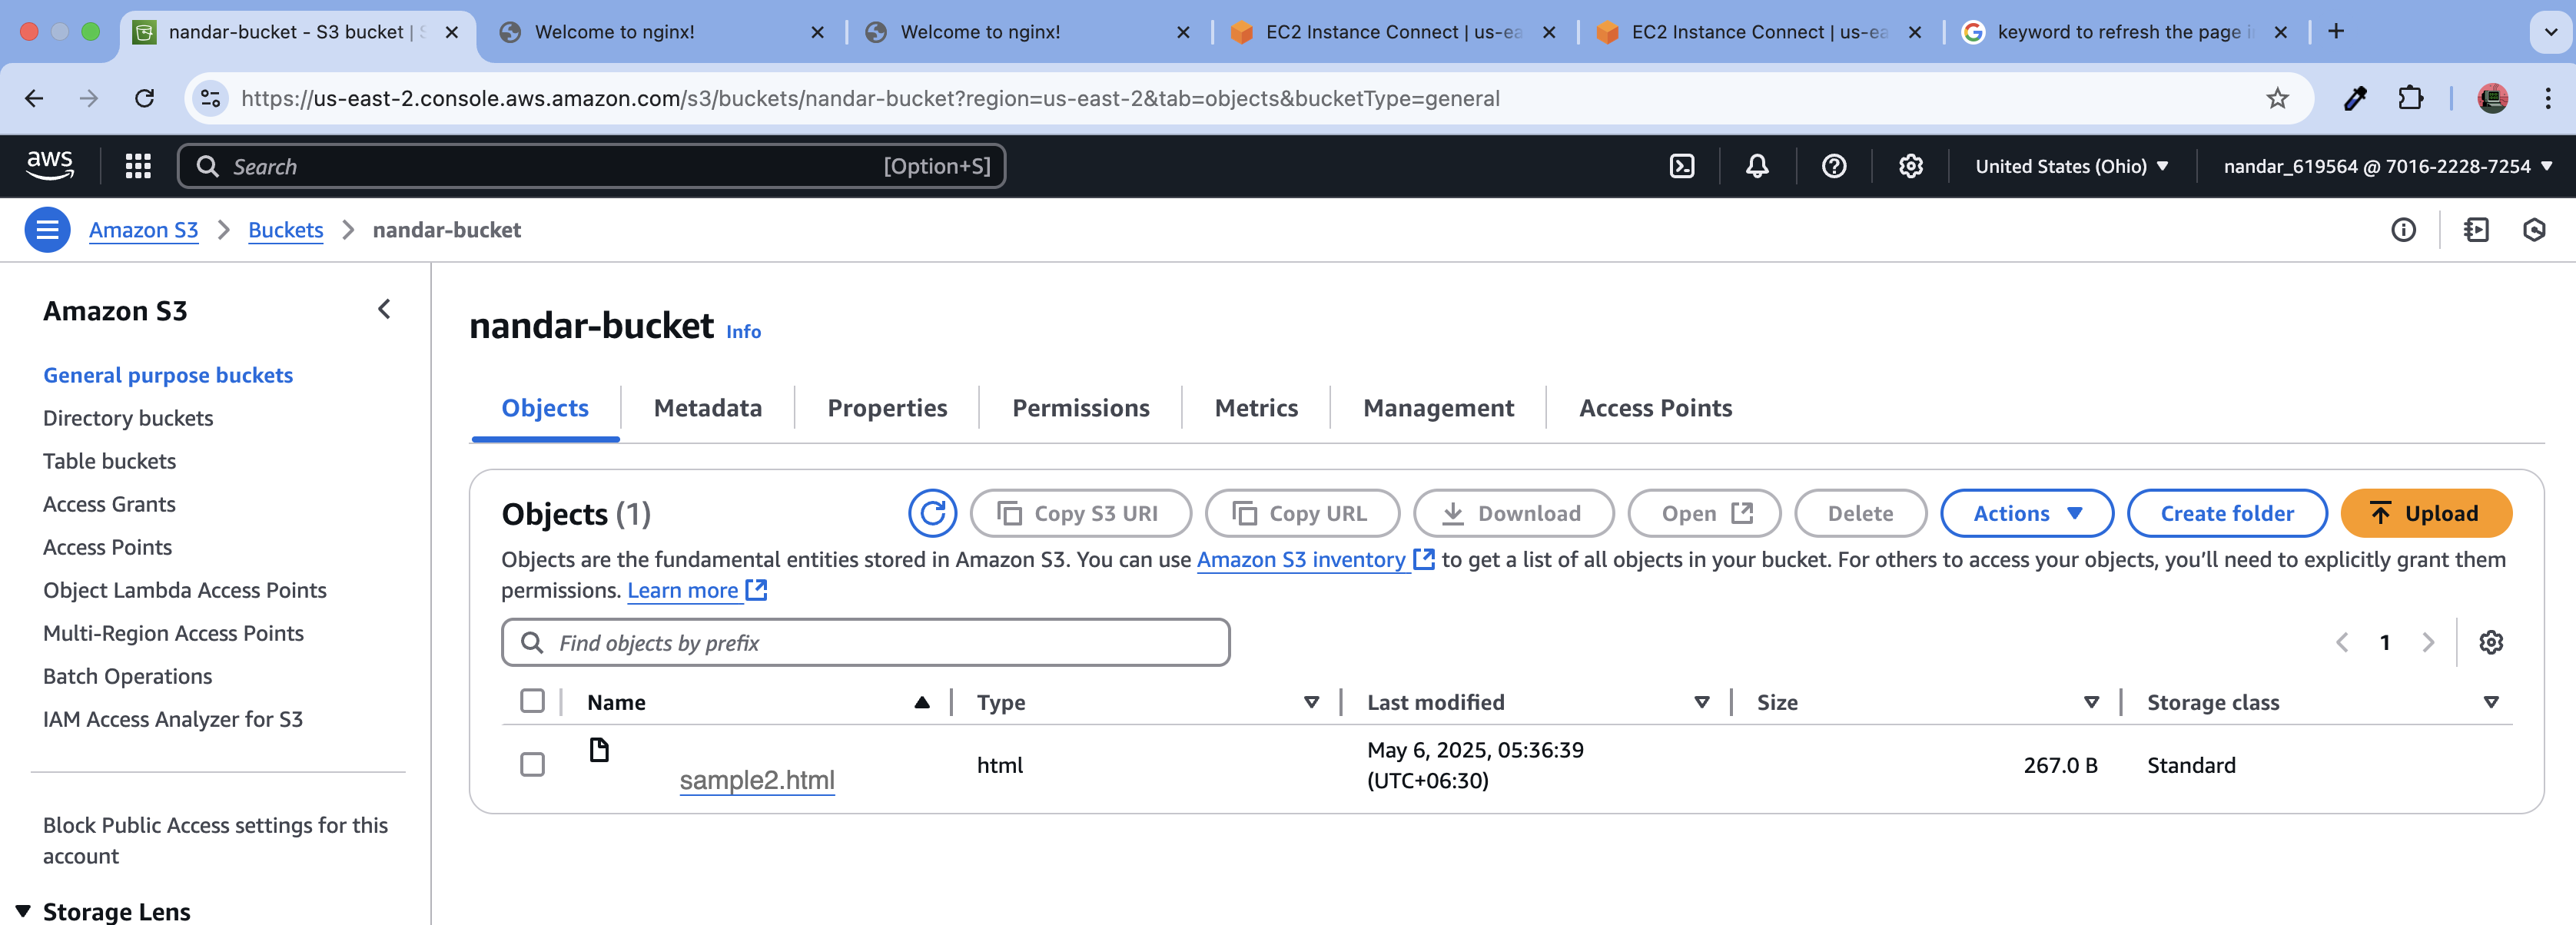 nandar-bucket - S3 bucket | S
Welcome to nginx!
Welcome to nginx!
EC2 Instance Connect | us-ea
EC2 Instance Connect | us-ea
keyword to refresh the page i
https://us-east-2.console.aws.amazon.com/s3/buckets/nandar-bucket?region=us-east-2&tab=objects&bucketType=general
aws
Search
[Option+S]
United States (Ohio)
nandar_619564 @ 7016-2228-7254
Amazon S3
Buckets
nandar-bucket
Amazon S3
General purpose buckets
Directory buckets
Table buckets
Access Grants
Access Points
Object Lambda Access Points
Multi-Region Access Points
Batch Operations
IAM Access Analyzer for S3
Block Public Access settings for this
account
Storage Lens
nandar-bucket Info
Objects
Metadata
Properties
Permissions
Metrics
Management
Access Points
Objects (1)
Copy S3 URI
Copy URL
Download
Open
Delete
Actions
Create folder
Upload
Objects are the fundamental entities stored in Amazon S3. You can use Amazon S3 inventory to get a list of all objects in your bucket. For others to access your objects, you’ll need to explicitly grant them
permissions. Learn more
Find objects by prefix
1
Name
Type
Last modified
Size
Storage class
sample2.html
html
May 6, 2025, 05:36:39
(UTC+06:30)
267.0 B
Standard